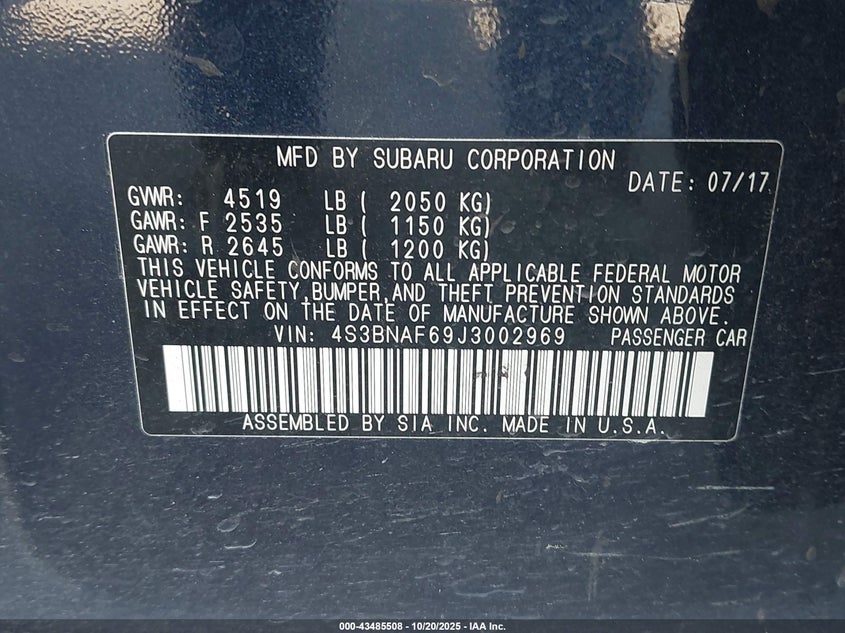 MFD BY SUBARU CORPORATION
DATE: 07/17
GVWR: 4519 LB ( 2050 KG)
GAWR: F 2535 LB ( 1150 KG)
GAWR: R 2645 LB ( 1200 KG)
THIS VEHICLE CONFORMS TO ALL APPLICABLE FEDERAL MOTOR
VEHICLE SAFETY,BUMPER,AND THEFT PREVENTION STANDARDS
IN EFFECT ON THE DATE OF MANUFACTURE SHOWN ABOVE.
VIN: 4S3BNAF69J3002969 PASSENGER CAR
ASSEMBLED BY SIA INC. MADE IN U.S.A.
000-43485508 - 10/20/2025 - IAA Inc.